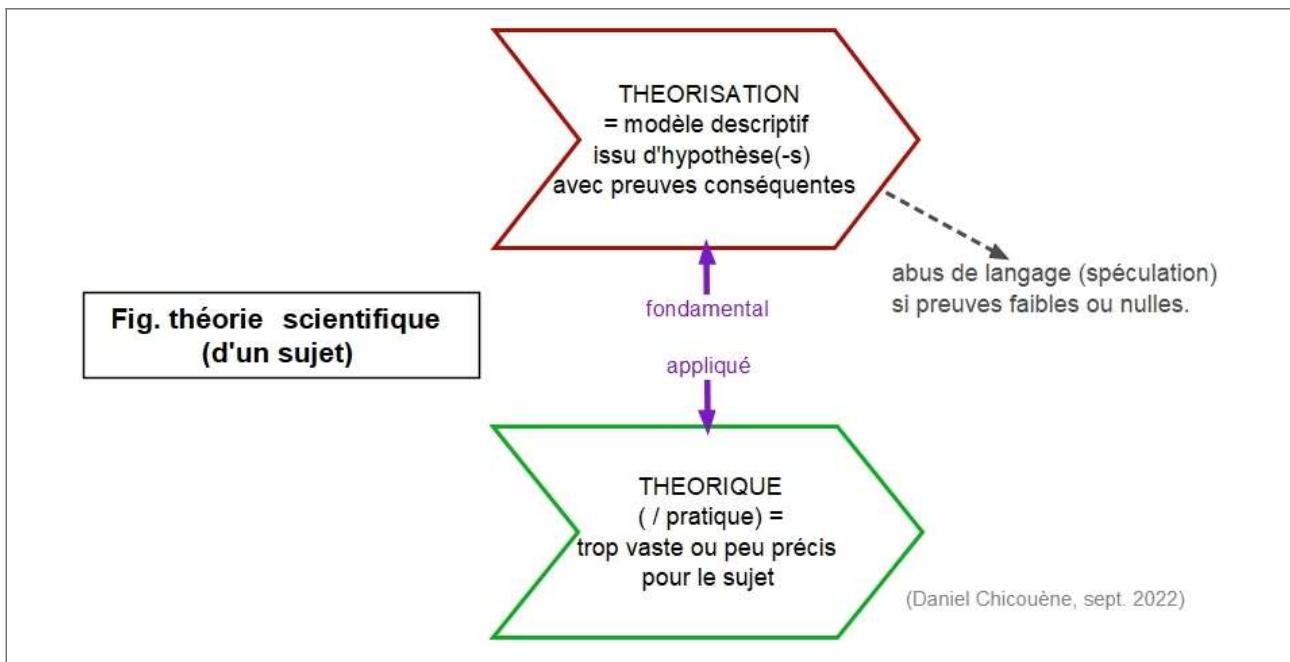 THEORISATION
= modèle descriptif
issu d'hypothèse(-s)
avec preuves conséquentes
abus de langage (spéculation)
si preuves faibles ou nulles.
fondamental
Fig. théorie scientifique
(d'un sujet)
appliqué
THEORIQUE
( / pratique) =
trop vaste ou peu précis
pour le sujet
(Daniel Chicouène, sept. 2022)